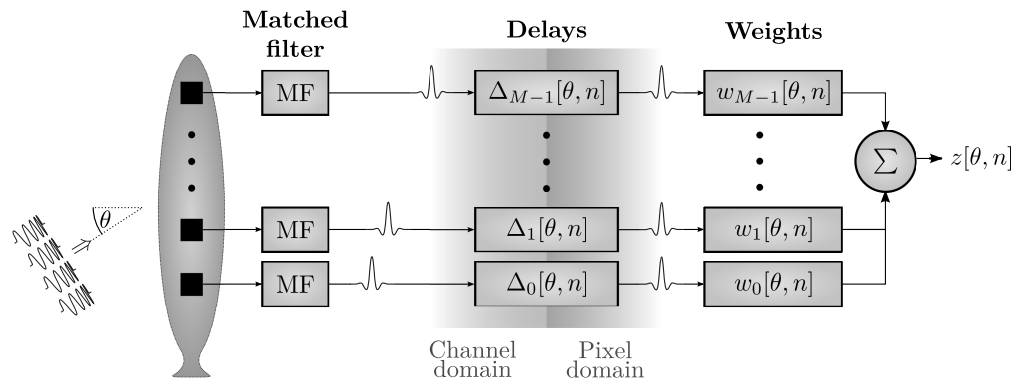 Matched
filter
Delays
Weights
MF
Δ_{M−1}[θ, n]
w_{M−1}[θ, n]
Σ
z[θ, n]
θ
MF
Δ_1[θ, n]
w_1[θ, n]
MF
Δ_0[θ, n]
w_0[θ, n]
Channel
domain
Pixel
domain